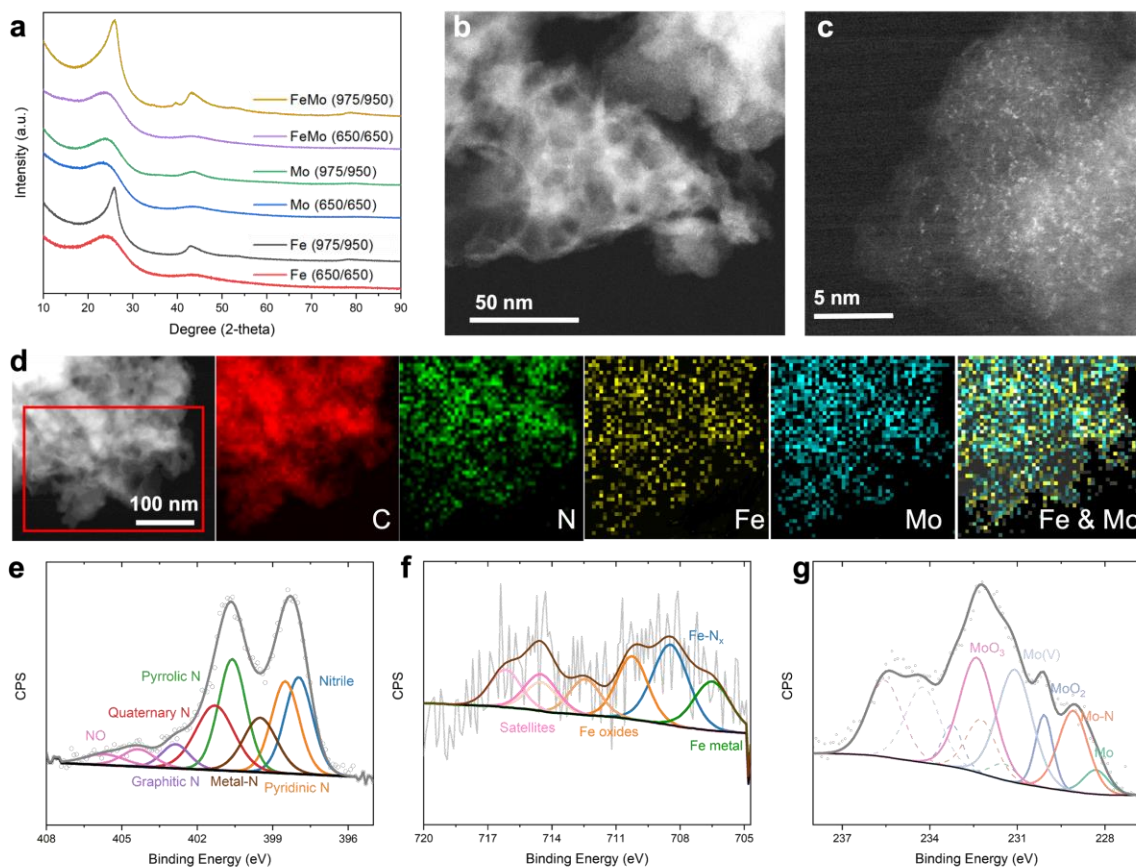 a
Intensity (a.u.)
FeMo (975/950)
FeMo (650/650)
Mo (975/950)
Mo (650/650)
Fe (975/950)
Fe (650/650)
10 20 30 40 50 60 70 80 90
Degree (2-theta)
b
50 nm
c
5 nm
d
100 nm
C
N
Fe
Mo
Fe & Mo
e
CPS
Pyrrolic N
Nitrile
Quaternary N
NO
Graphitic N
Metal-N
Pyridinic N
408 405 402 399 396
Binding Energy (eV)
f
CPS
Fe-Nx
Satellites
Fe oxides
Fe metal
720 717 714 711 708 705
Binding Energy (eV)
g
CPS
MoO3
Mo(V)
MoO2
Mo-N
Mo
237 234 231 228
Binding Energy (eV)